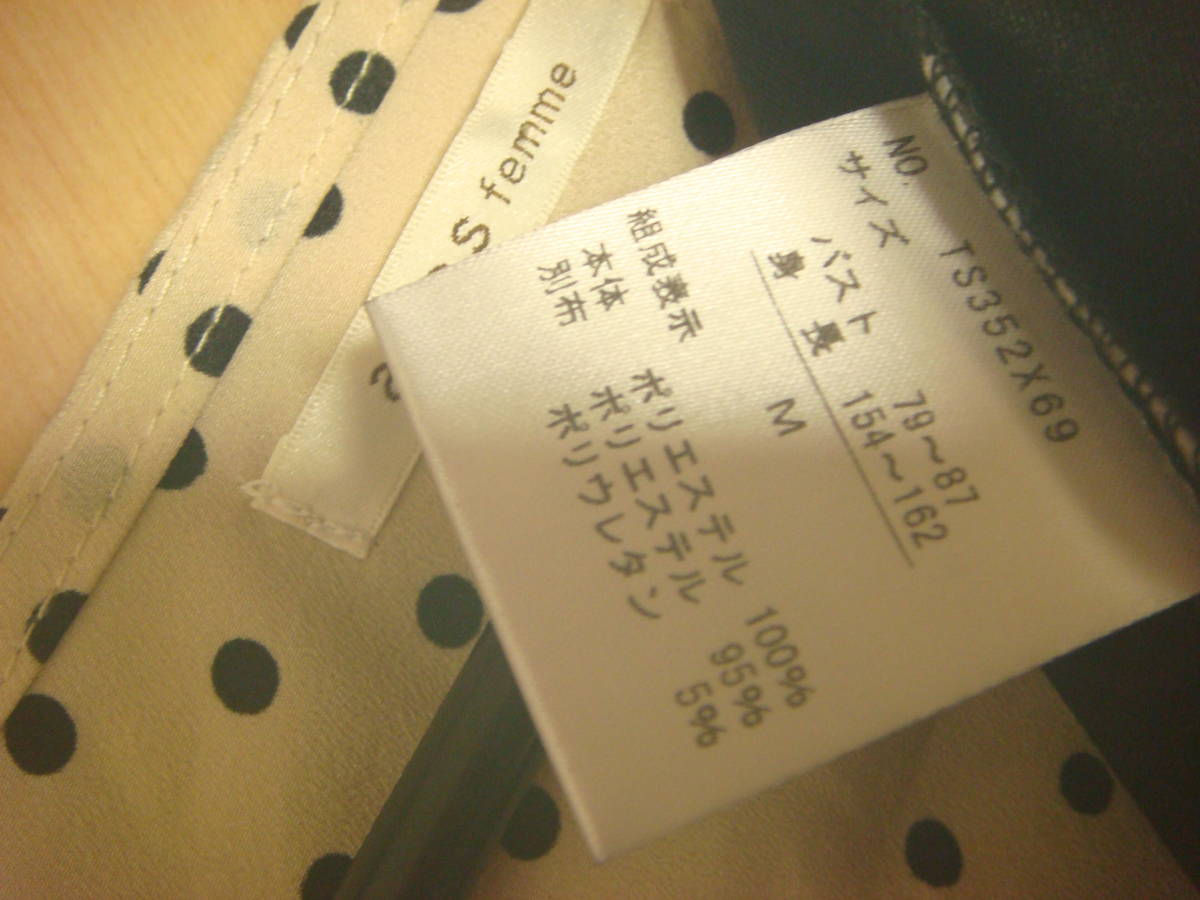 S femme
NO. TS352X69
サイズ M
バスト 79~87
身長 154~162
組成表示
本体 ポリエステル 100%
別布 ポリエステル 95%
ポリウレタン 5%